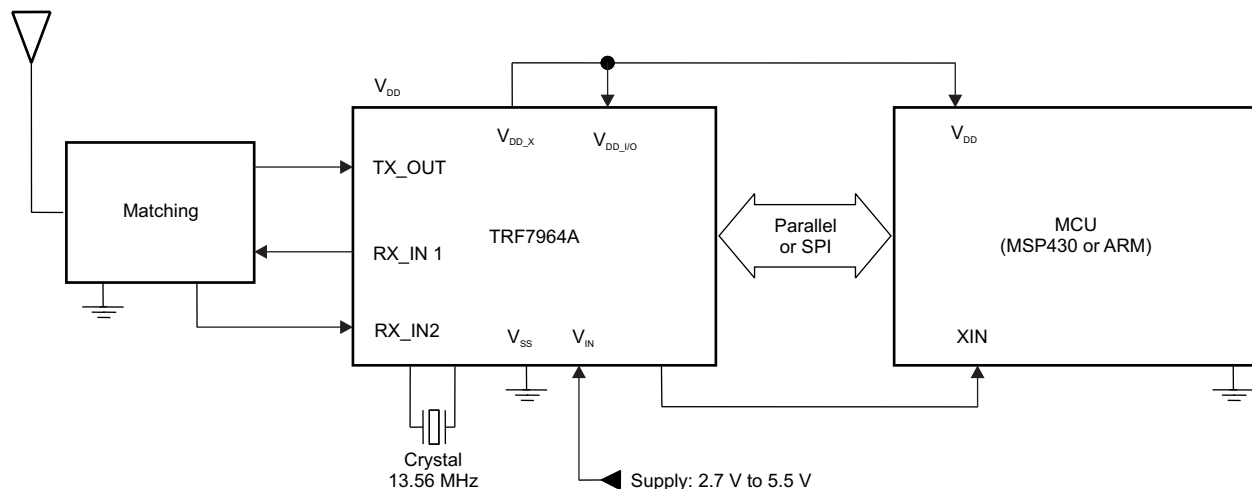 V_DD
V_DD_X
V_DD_I/O
V_DD
TX_OUT
Matching
TRF7964A
Parallel
or SPI
MCU
(MSP430 or ARM)
RX_IN 1
RX_IN2
V_SS
V_IN
XIN
Crystal
13.56 MHz
Supply: 2.7 V to 5.5 V